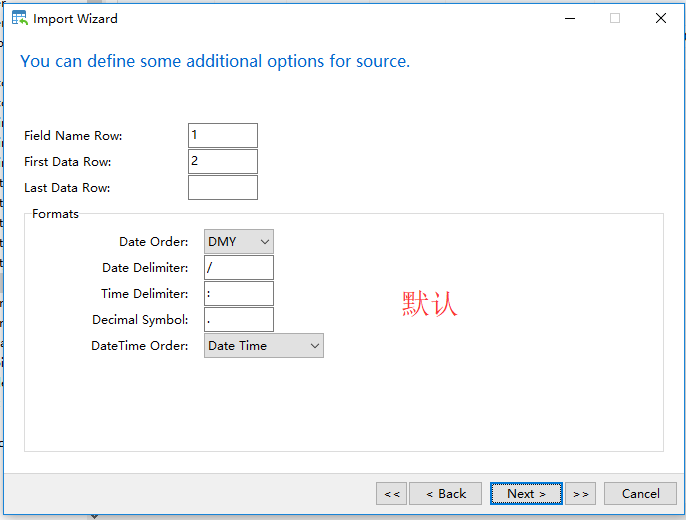 Import Wizard
You can define some additional options for source.
Field Name Row: 1
First Data Row: 2
Last Data Row:
Formats
Date Order: DMY
Date Delimiter: /
Time Delimiter: :
Decimal Symbol: .
DateTime Order: Date Time
默认
<< < Back Next > >> Cancel